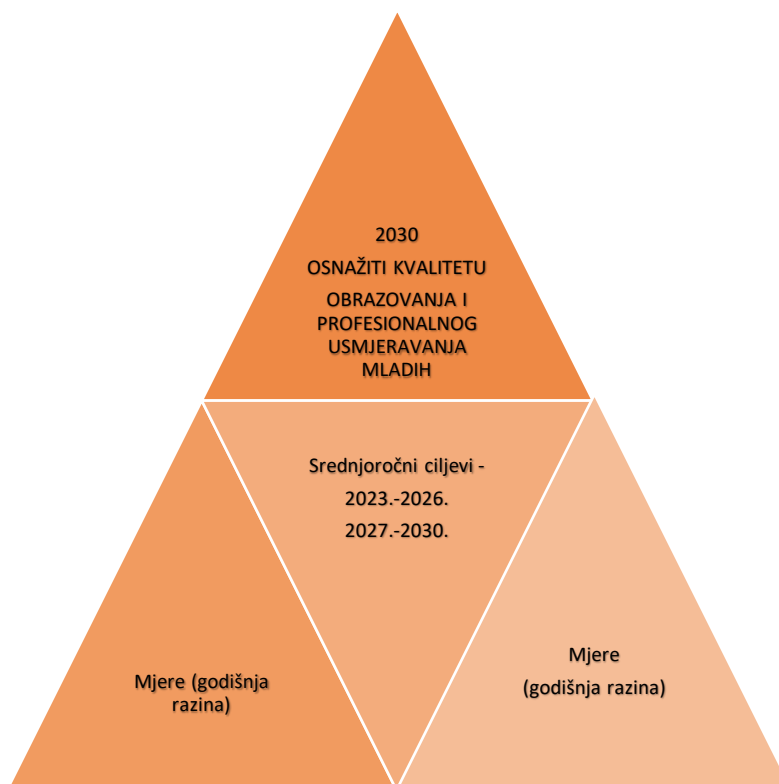 2030
OSNAŽITI KVALITETU
OBRAZOVANJA I
PROFESIONALNOG
USMJERAVANJA
MLADIH
Srednjoročni ciljevi -
2023.-2026.
2027.-2030.
Mjere (godišnja
razina)
Mjere
(godišnja razina)